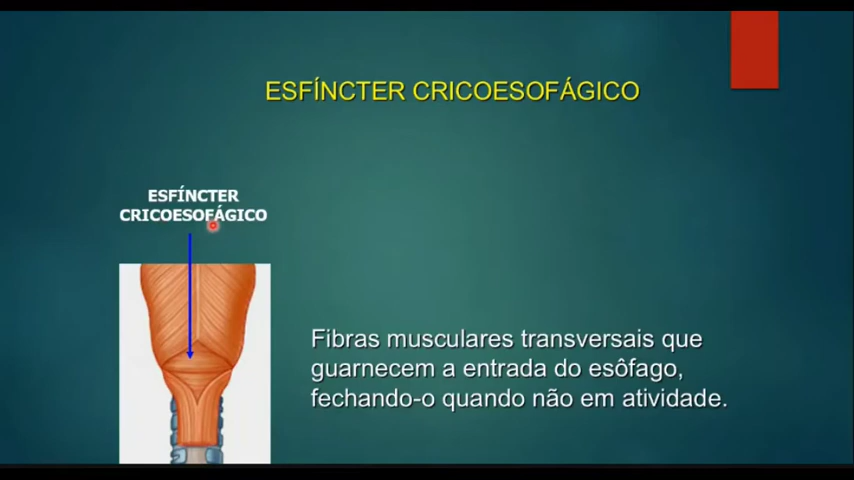 ESFÍNCTER CRICOESOFÁGICO
ESFÍNCTER
CRICOESOFÁGICO
Fibras musculares transversais que
guarnecem a entrada do esôfago,
fechando-o quando não em atividade.